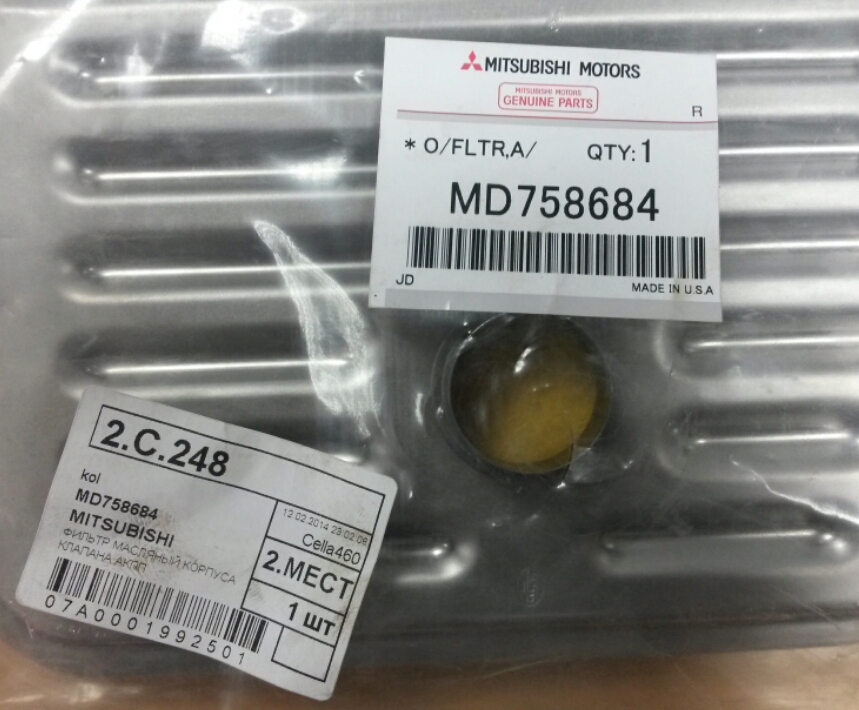 MITSUBISHI MOTORS
MITSUBISHI MOTORS
GENUINE PARTS
R
* O/FLTR,A/ QTY:1
MD758684
JD
MADE IN U.S.A
2.C.248
kol
MD758684
MITSUBISHI
ФИЛЬТР МАСЛЯНЫЙ КОРПУСА
КЛАПАНА АКПП
07A0001992501
12.02.2014 23:02:08
Cella460
2.МЕСТ
1 шт